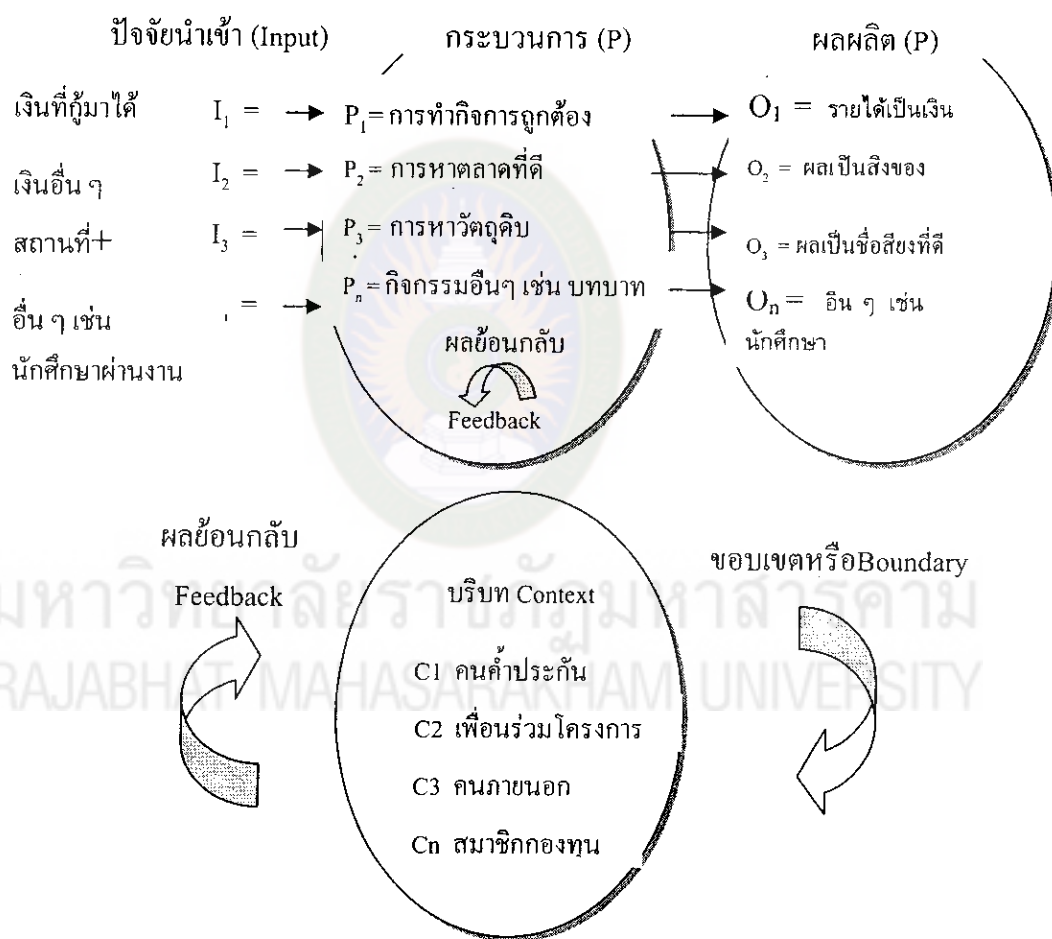 ปัจจัยนำเข้า (Input) กระบวนการ (P) ผลผลิต (P)
เงินที่กู้มาได้ I1 = P1= การทำกิจการถูกต้อง O1 = รายได้เป็นเงิน
เงินอื่น ๆ I2 = P2= การหาตลาดที่ดี O2 = ผลเป็นสิ่งของ
สถานที่+ I3 = P3= การหาวัตถุดิบ O3 = ผลเป็นชื่อสียงที่ดี
อื่น ๆ เช่น = Pn= กิจกรรมอื่นๆ เช่น บทบาท On= อื่น ๆ เช่น
นักศึกษาผ่านงาน นักศึกษา
ผลย้อนกลับ
Feedback
ผลย้อนกลับ
Feedback
ขอบเขตหรือBoundary
บริบท Context
C1 คนค้ำประกัน
C2 เพื่อนร่วมโครงการ
C3 คนภายนอก
Cn สมาชิกกองทุน
มหาวิทยาลัยราชภัฏมหาสารคาม
RAJABHAT MAHASARAKHAM UNIVERSITY